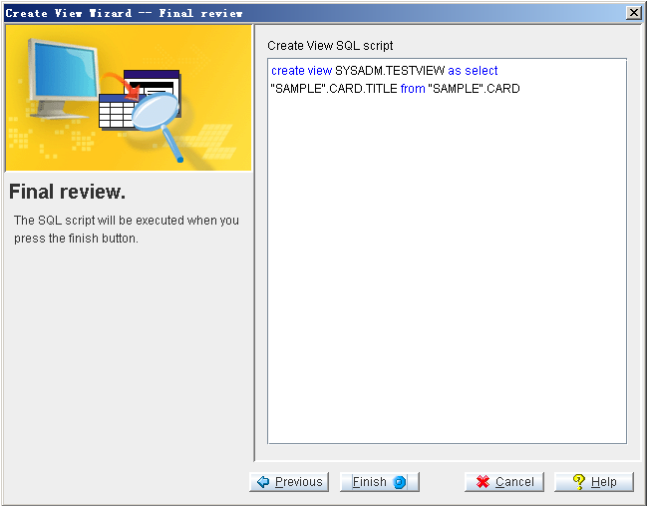 Create View Wizard -- Final review
Create View SQL script
create view SYSADM.TESTVIEW as select
"SAMPLE".CARD.TITLE from "SAMPLE".CARD
Final review.
The SQL script will be executed when you
press the finish button.
Previous Finish Cancel Help